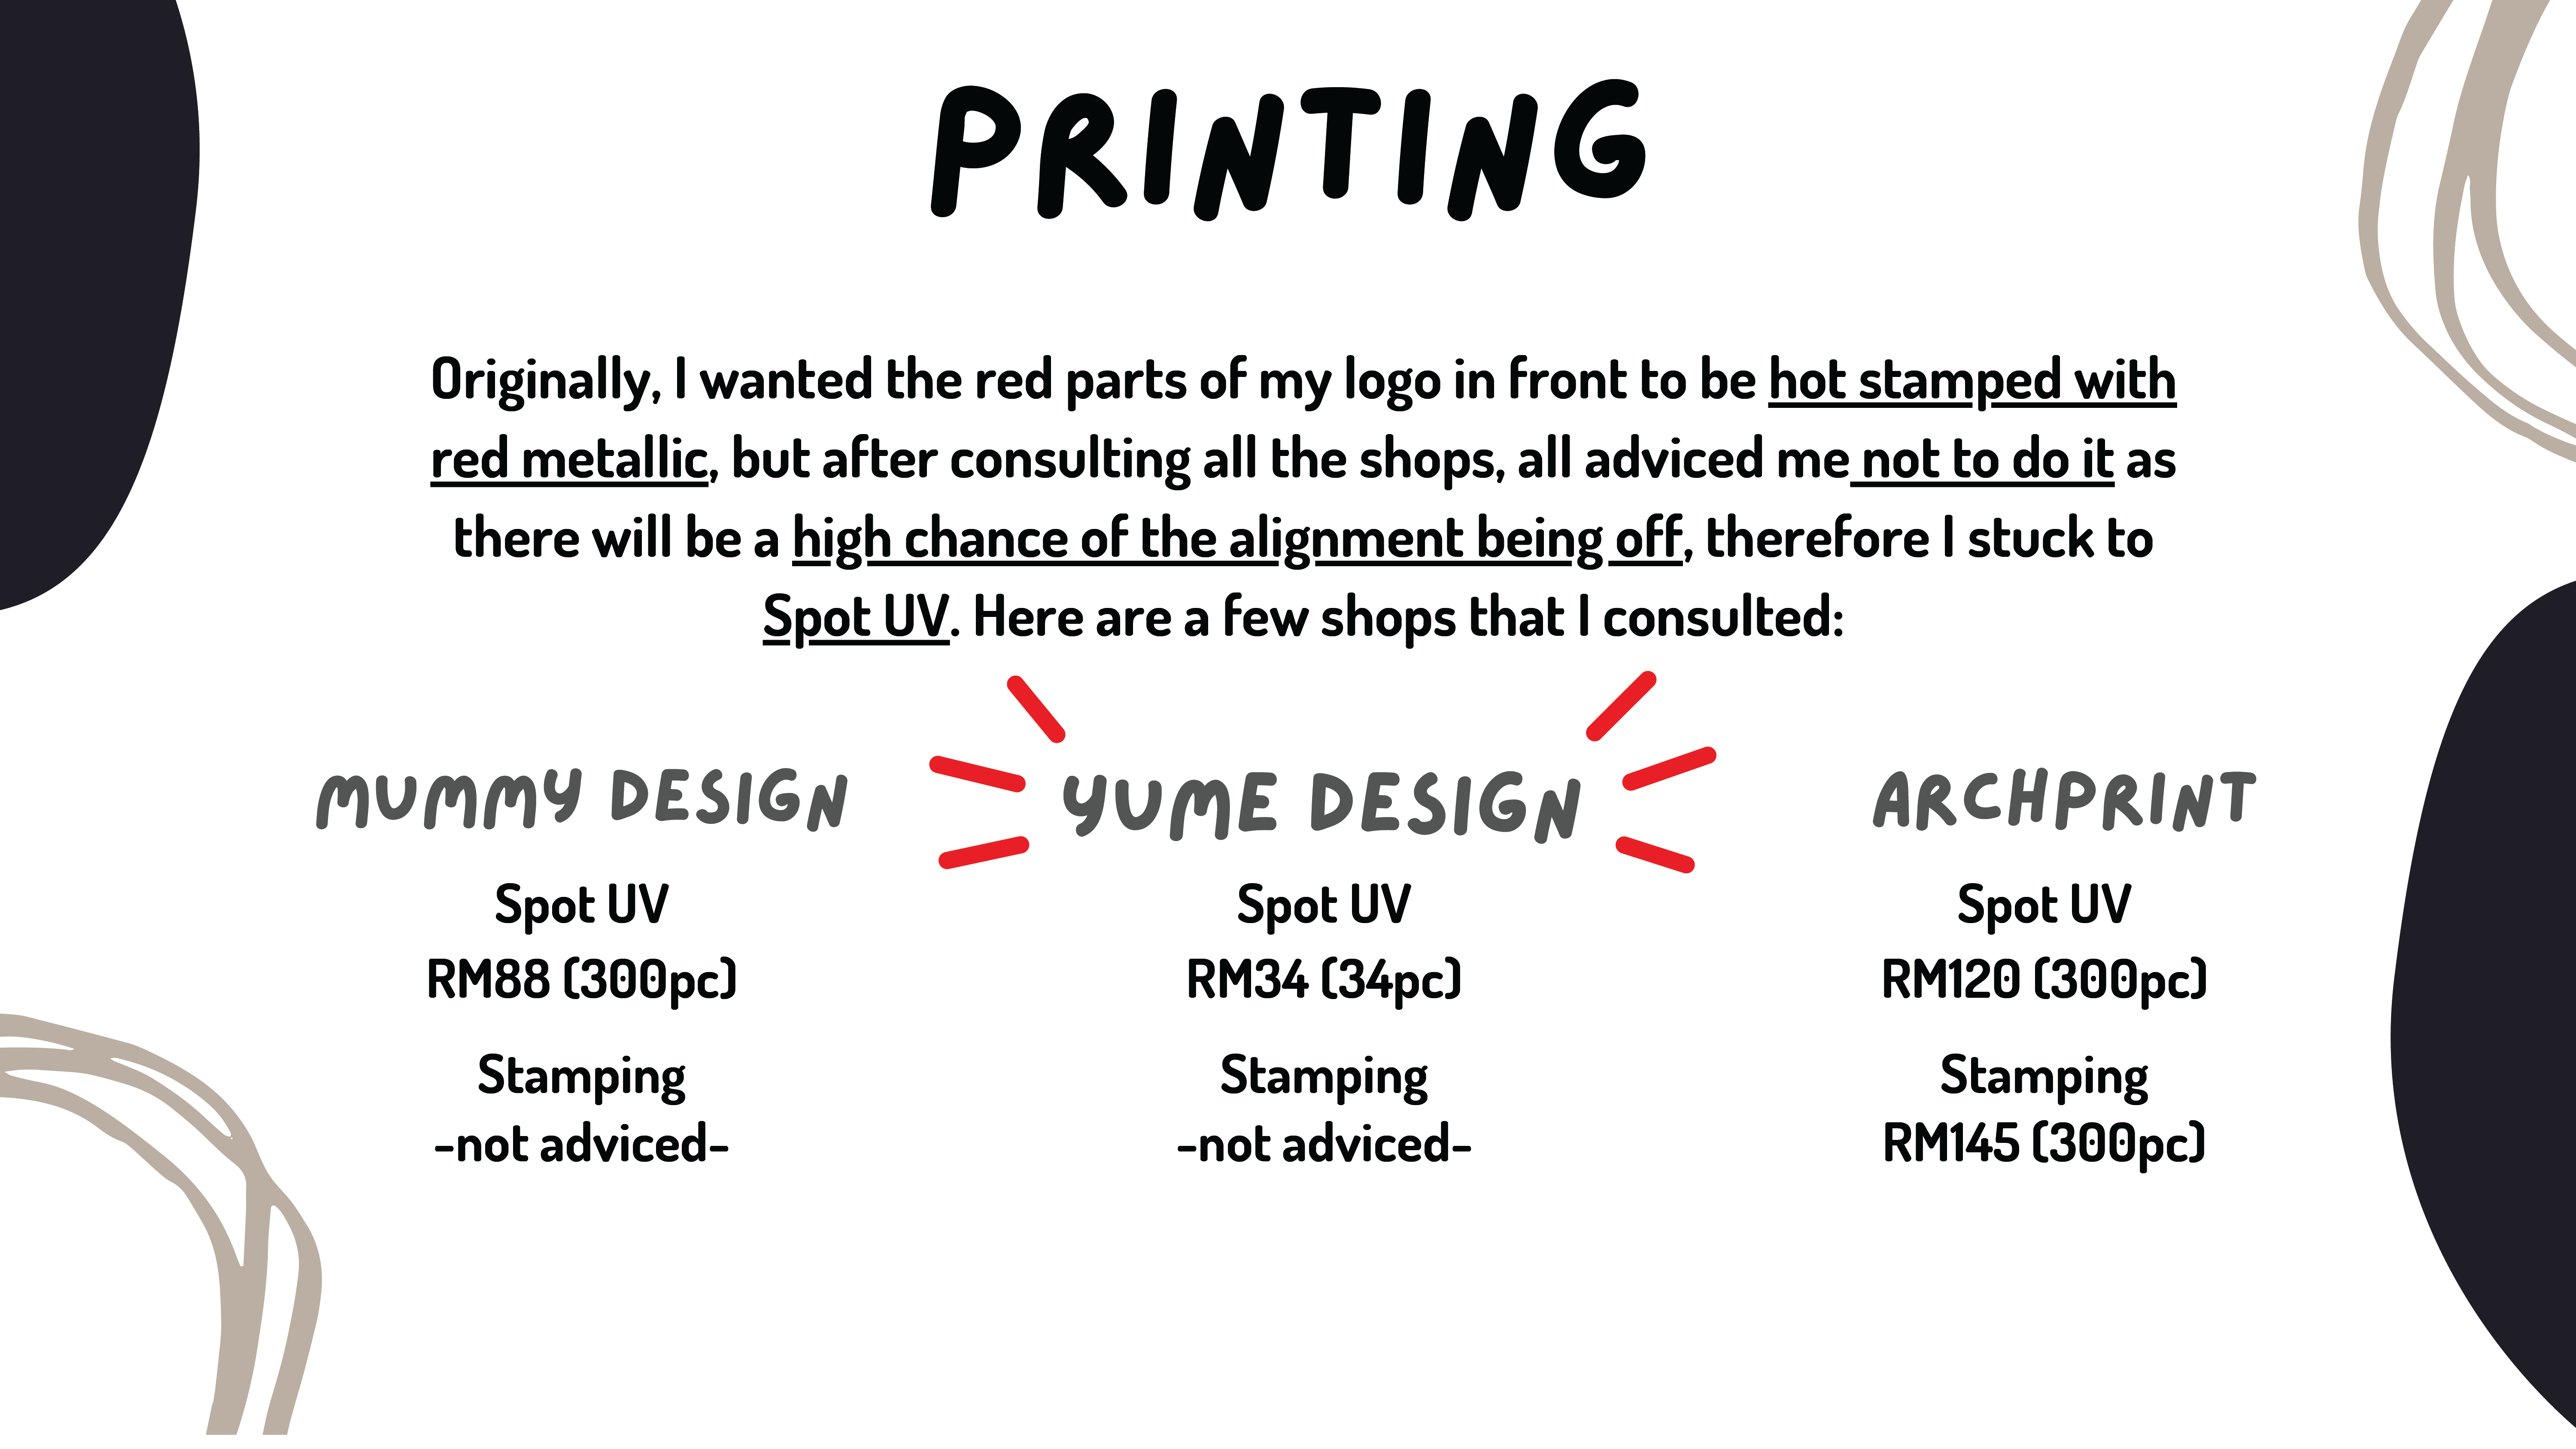 PRINTING
Originally, I wanted the red parts of my logo in front to be hot stamped with
red metallic, but after consulting all the shops, all adviced me not to do it as
there will be a high chance of the alignment being off, therefore I stuck to
Spot UV. Here are a few shops that I consulted:
MUMMY DESIGN
Spot UV
RM88 (300pc)
Stamping
-not adviced-
YUME DESIGN
Spot UV
RM34 (34pc)
Stamping
-not adviced-
ARCHPRINT
Spot UV
RM120 (300pc)
Stamping
RM145 (300pc)